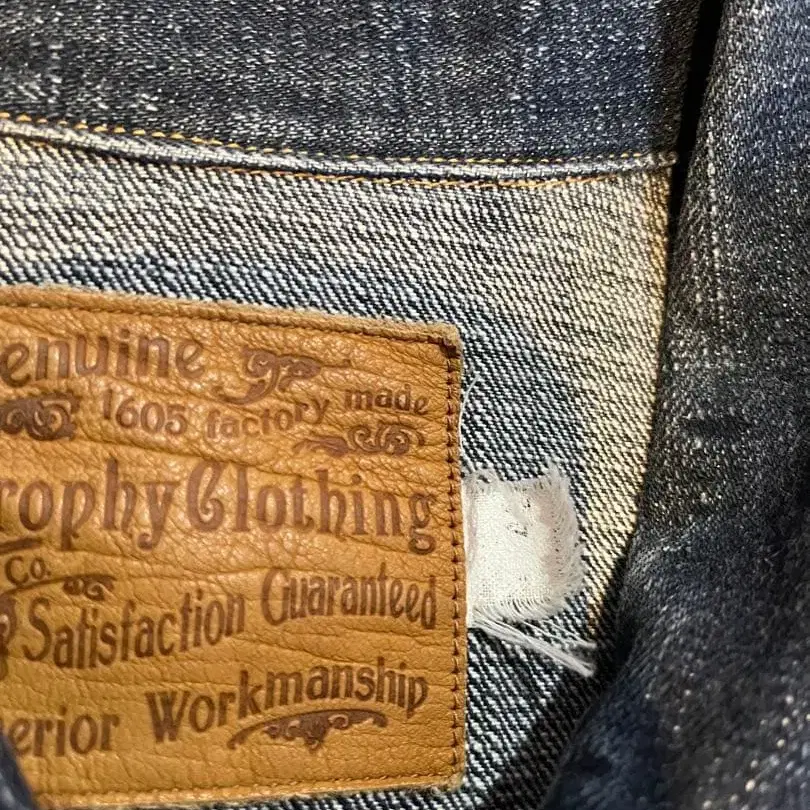 enuine
1605 factory made
rophy Clothing
Co.
Satisfaction Guaranteed
erior Workmanship